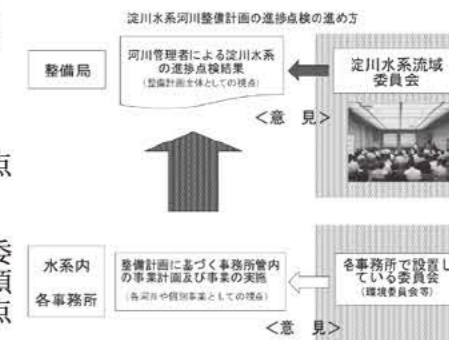 淀川水系河川整備計画の進捗点検の進め方
整備局
河川管理者による淀川水系
の進捗点検結果
(整備計画全体としての視点)
淀川水系流域
委員会
<意 見>
点
水系内
各事務所
整備計画に基づく事務所管内
の事業計画及び事業の実施
(各河川や個別事業としての視点)
各事務所で設置し
ている委員会
(環境委員会等)
<意 見>
委
点